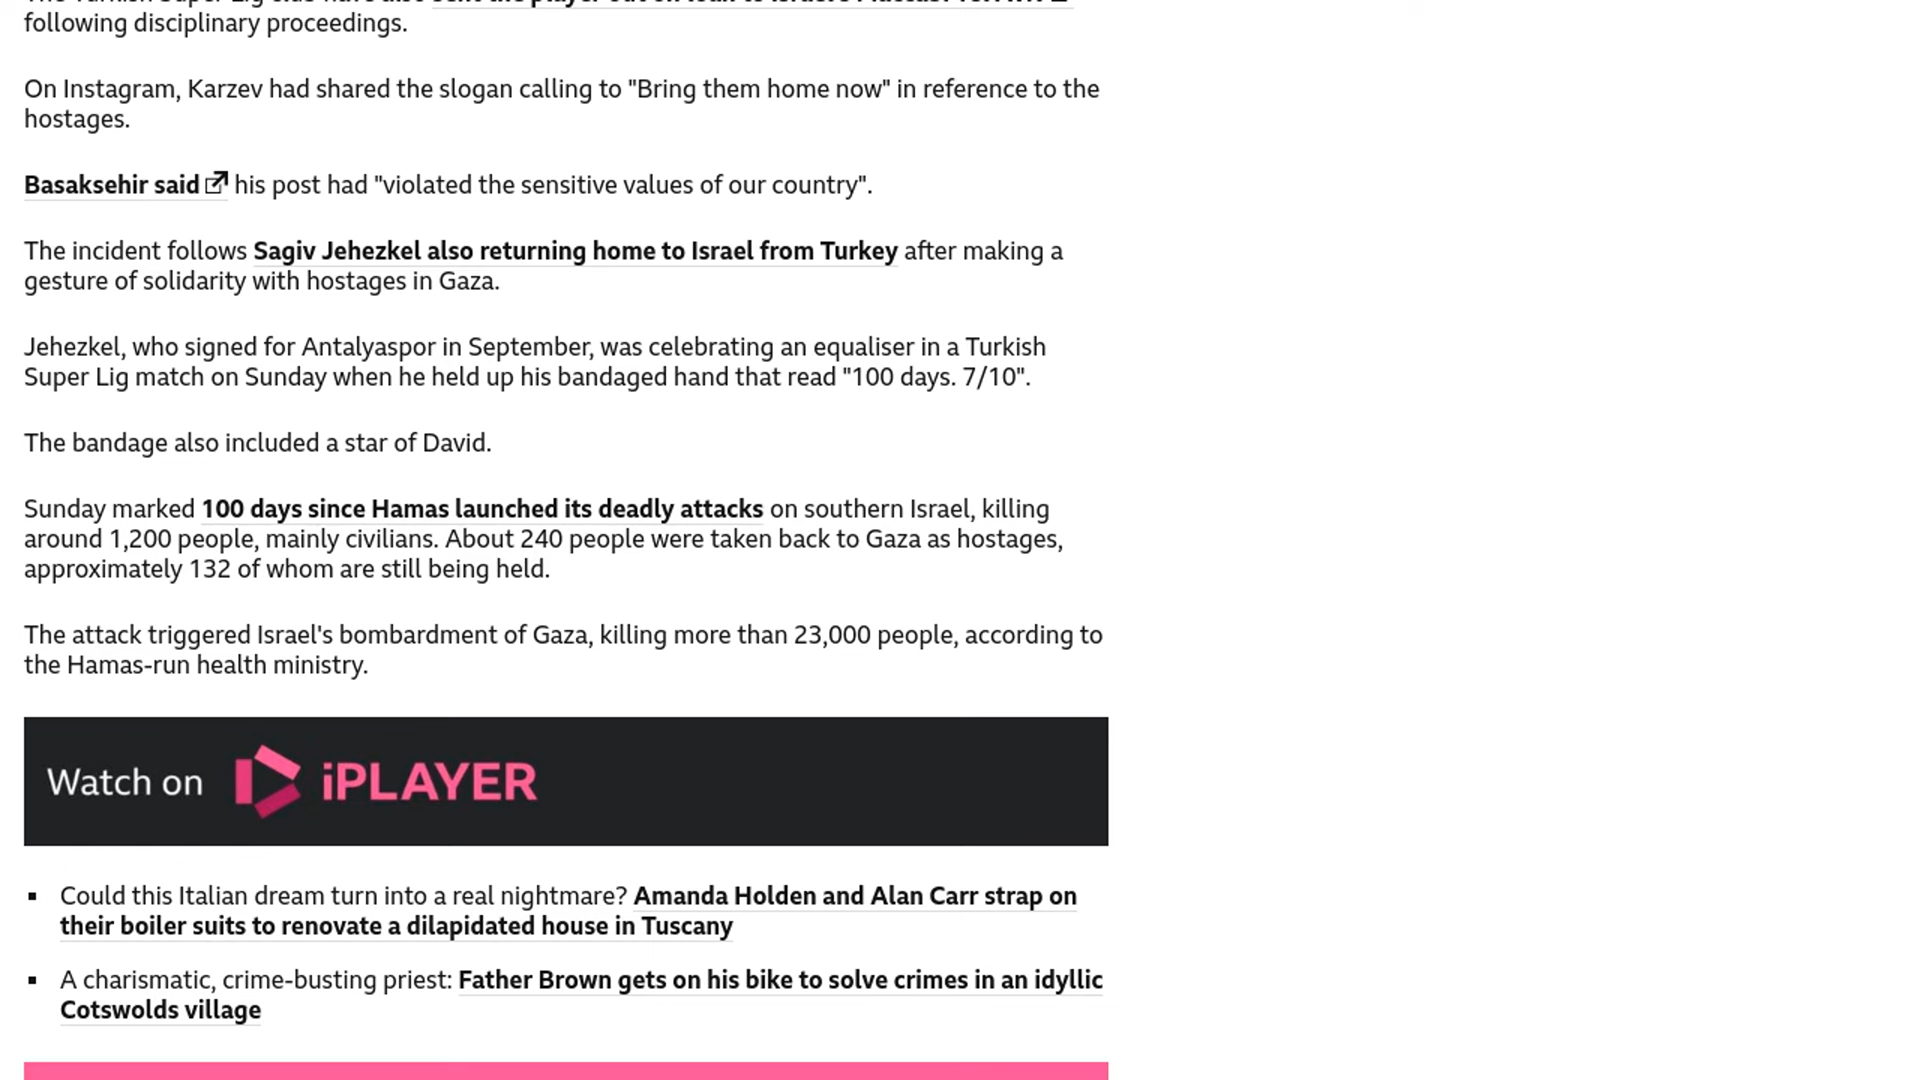 following disciplinary proceedings.
On Instagram, Karzev had shared the slogan calling to "Bring them home now" in reference to the
hostages.
Basaksehir said his post had "violated the sensitive values of our country".
The incident follows Sagiv Jehezkel also returning home to Israel from Turkey after making a
gesture of solidarity with hostages in Gaza.
Jehezkel, who signed for Antalyaspor in September, was celebrating an equaliser in a Turkish
Super Lig match on Sunday when he held up his bandaged hand that read "100 days. 7/10".
The bandage also included a star of David.
Sunday marked 100 days since Hamas launched its deadly attacks on southern Israel, killing
around 1,200 people, mainly civilians. About 240 people were taken back to Gaza as hostages,
approximately 132 of whom are still being held.
The attack triggered Israel's bombardment of Gaza, killing more than 23,000 people, according to
the Hamas-run health ministry.
Watch on iPLAYER
Could this Italian dream turn into a real nightmare? Amanda Holden and Alan Carr strap on
their boiler suits to renovate a dilapidated house in Tuscany
A charismatic, crime-busting priest: Father Brown gets on his bike to solve crimes in an idyllic
Cotswolds village